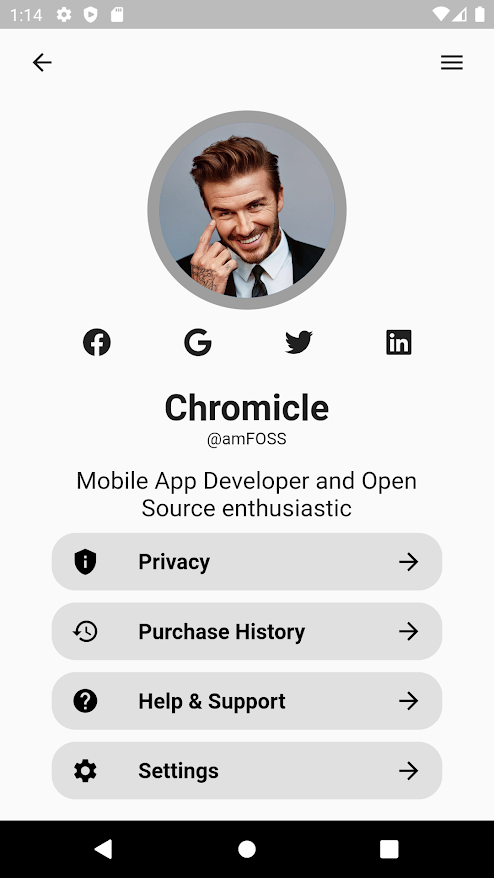 1:14
Chromicle
@amFOSS
Mobile App Developer and Open
Source enthusiastic
Privacy
Purchase History
Help & Support
Settings